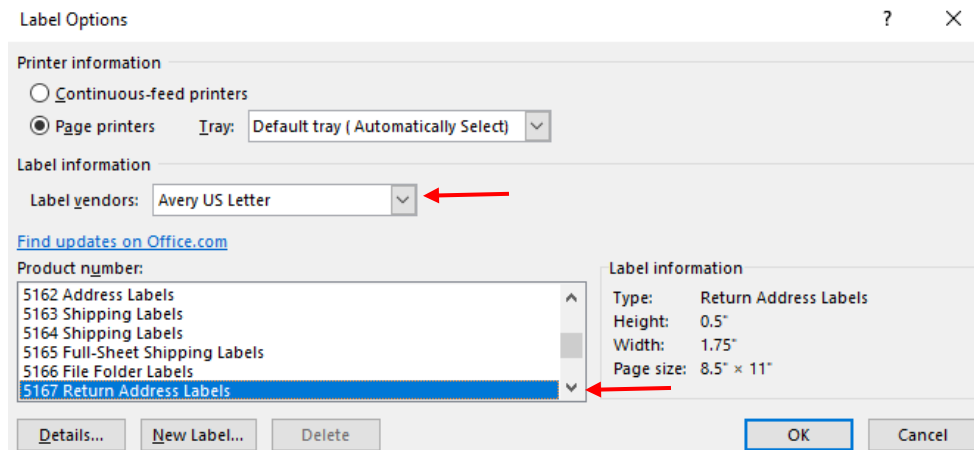 Label Options
Printer information
Continuous-feed printers
Page printers Tray: Default tray ( Automatically Select)
Label information
Label vendors: Avery US Letter
Find updates on Office.com
Product number:
5162 Address Labels
5163 Shipping Labels
5164 Shipping Labels
5165 Full-Sheet Shipping Labels
5166 File Folder Labels
5167 Return Address Labels
Label information
Type: Return Address Labels
Height: 0.5"
Width: 1.75"
Page size: 8.5" × 11"
Details... New Label... Delete OK Cancel